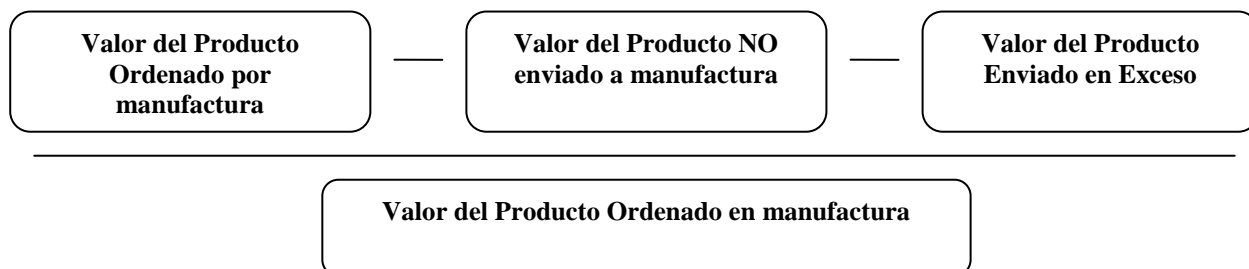 Valor del Producto
Ordenado por
manufactura
Valor del Producto NO
enviado a manufactura
Valor del Producto
Enviado en Exceso
Valor del Producto Ordenado en manufactura